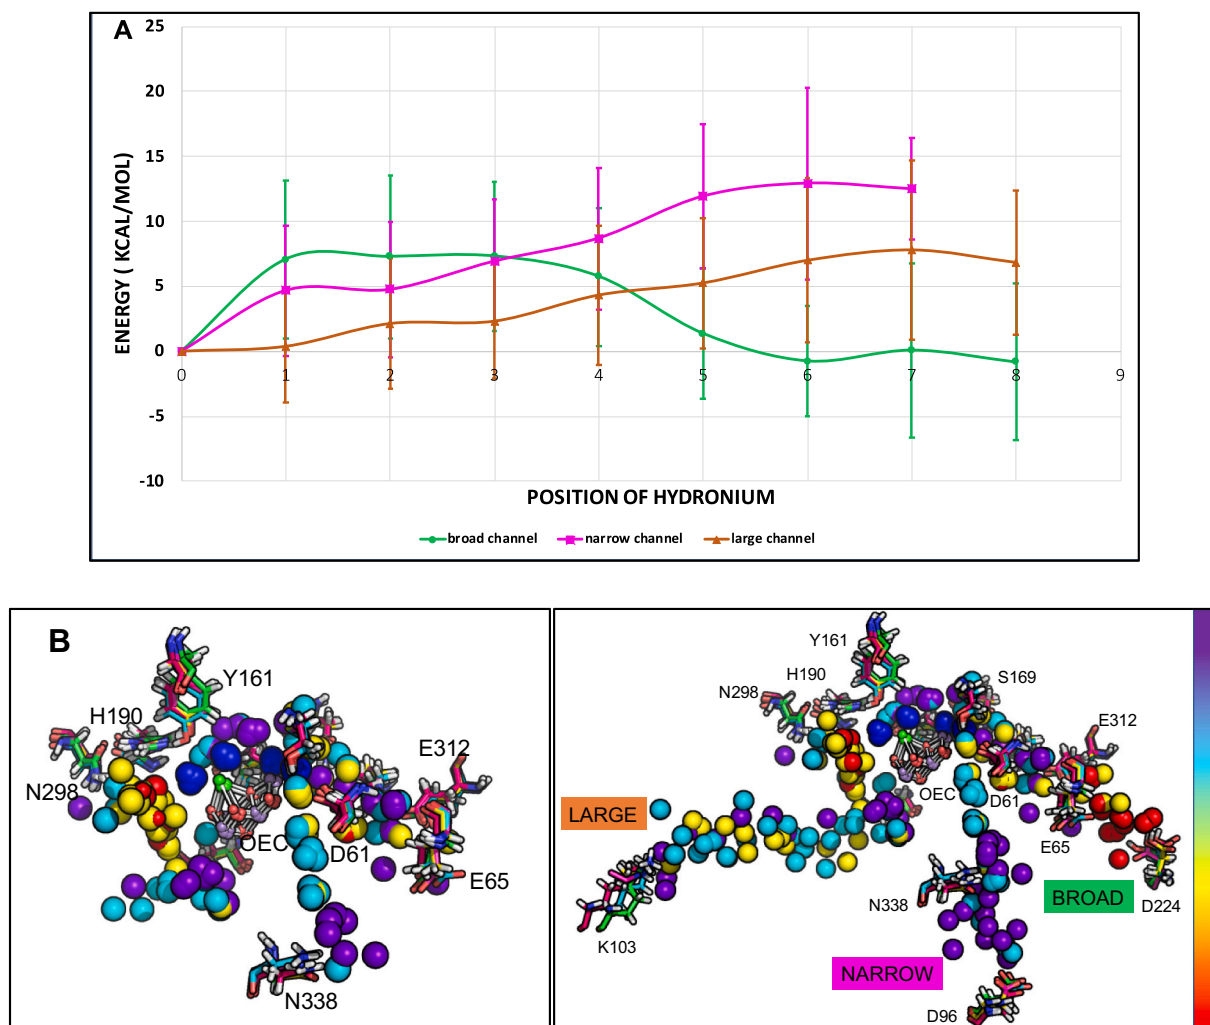 A
25
20
15
10
5
0
-5
-10
ENERGY ( KCAL/MOL)
0 1 2 3 4 5 6 7 8 9
POSITION OF HYDRONIUM
broad channel narrow channel large channel
B
Y161
H190
N298
E312
OEC
D61
E65
N338
Y161
H190
S169
N298
E312
OEC
D61
LARGE
E65
BROAD
N338
D224
K103
NARROW
D96